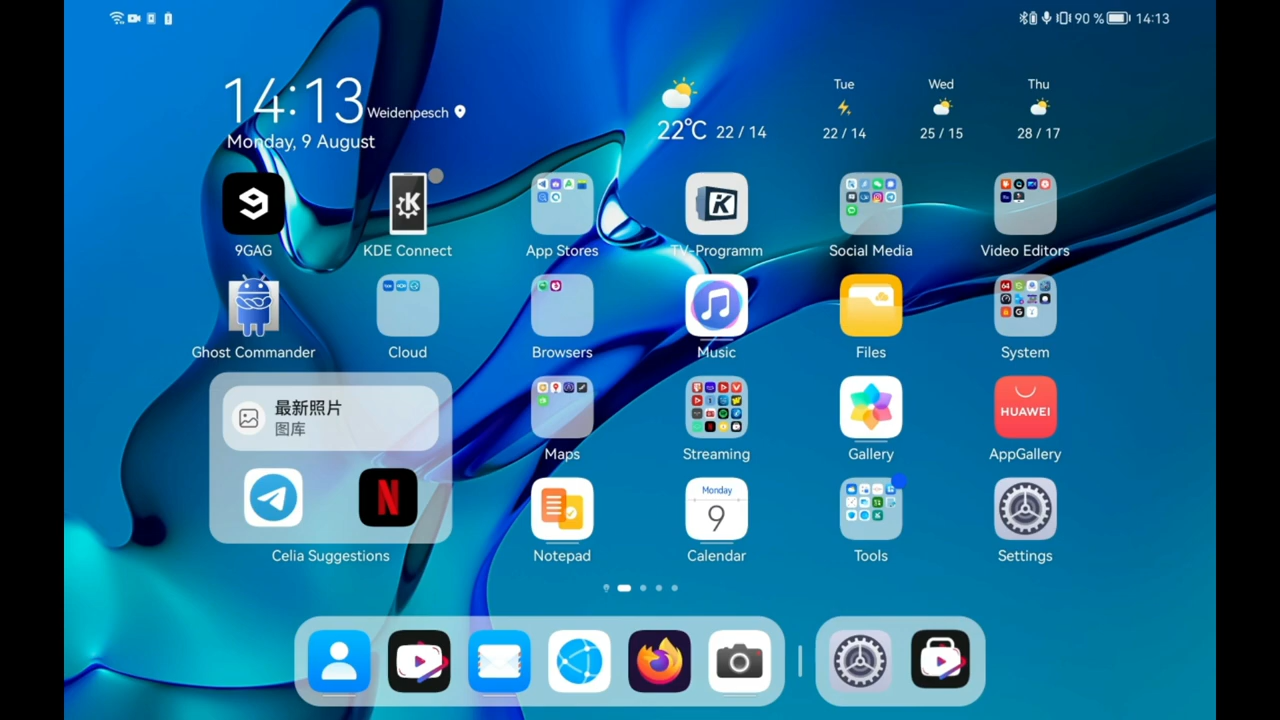 90 % 14:13
14:13 Weidenpesch
Monday, 9 August
22°C 22 / 14
Tue Wed Thu
22 / 14 25 / 15 28 / 17
9GAG KDE Connect App Stores TV-Programm Social Media Video Editors
Ghost Commander Cloud Browsers Music Files System
最新照片
图库
HUAWEI
Maps Streaming Gallery AppGallery
Monday
9
Celia Suggestions Notepad Calendar Tools Settings